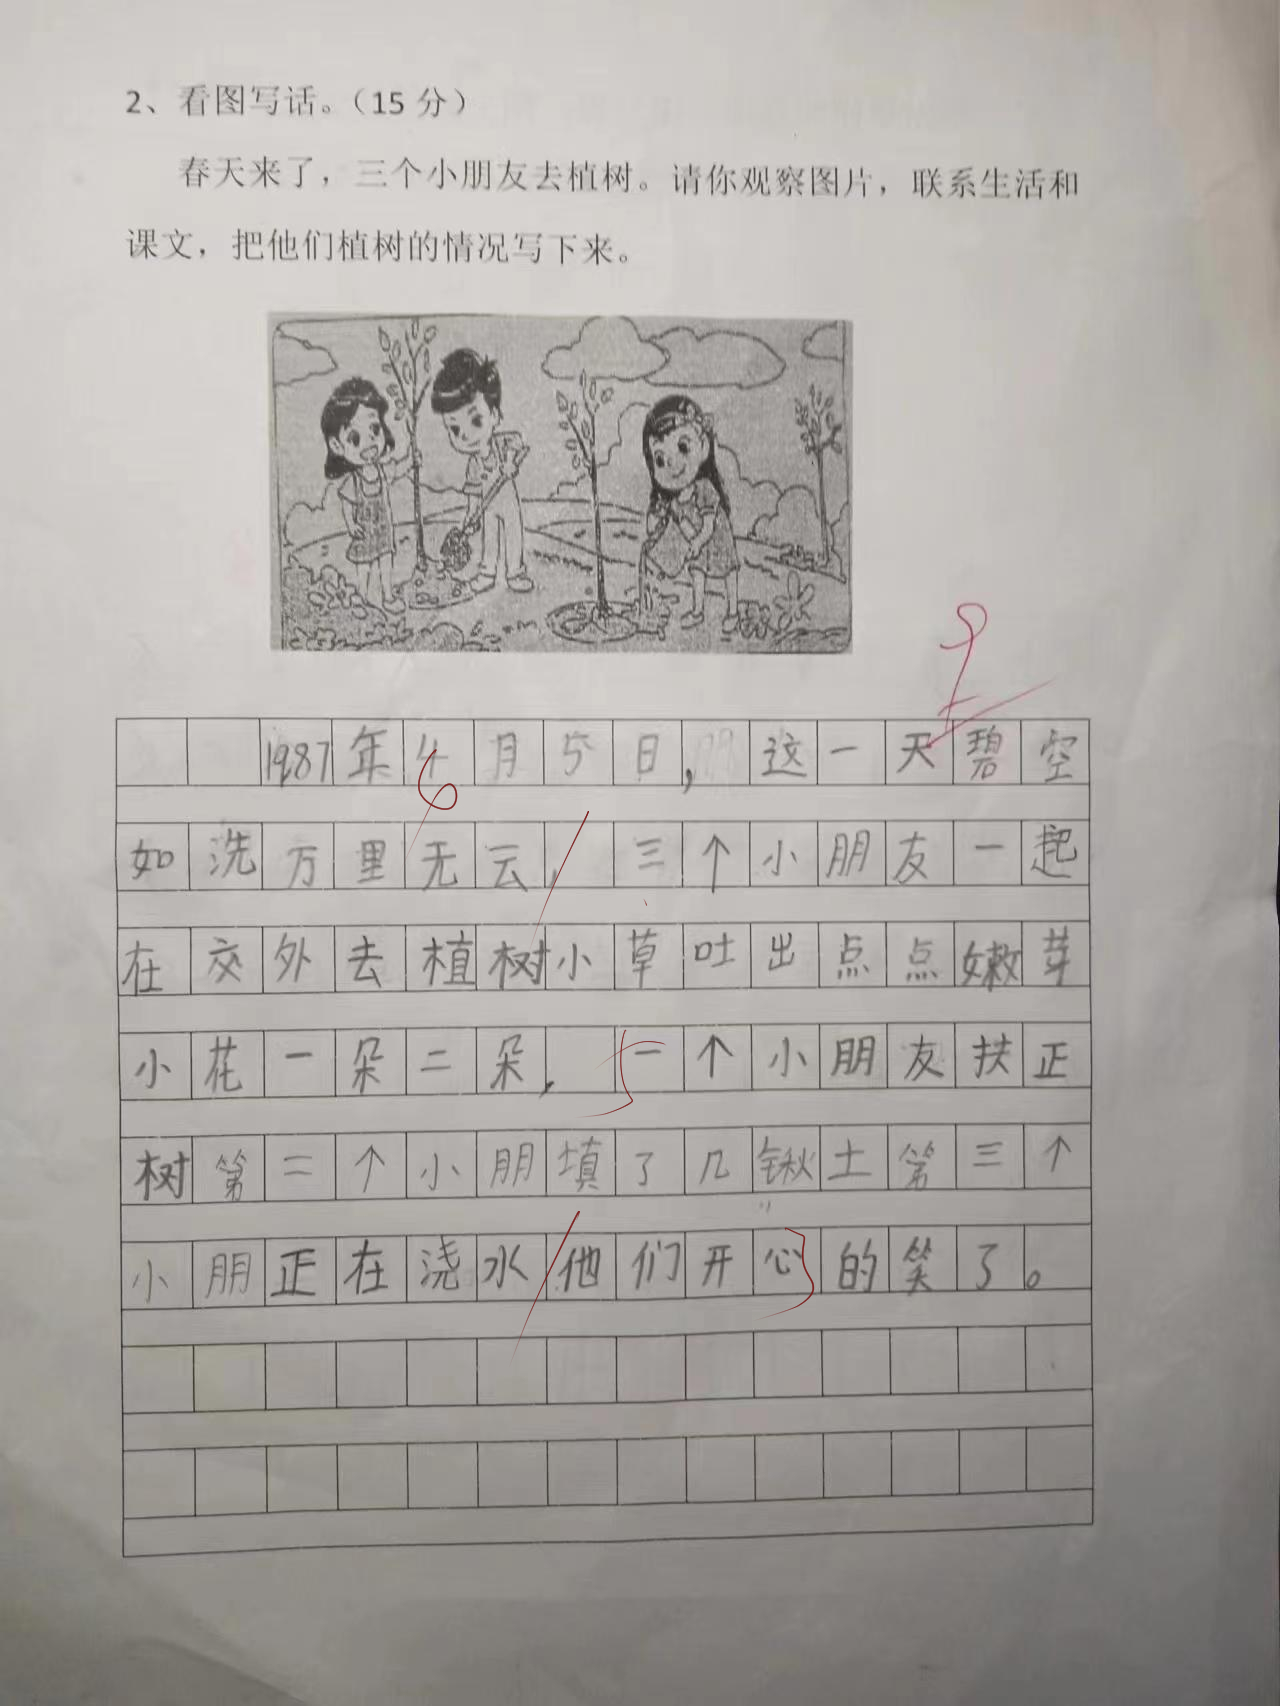 2、看图写话。（15 分）
春天来了，三个小朋友去植树。请你观察图片，联系生活和
课文，把他们植树的情况写下来。
1987年4月5日，这一天碧空
如洗万里无云，三个小朋友一起
在交外去植树小草吐出点点嫩芽
小花一朵二朵，一个小朋友扶正
树第二个小朋填了几锹土第三个
小朋正在浇水他们开心的笑了。